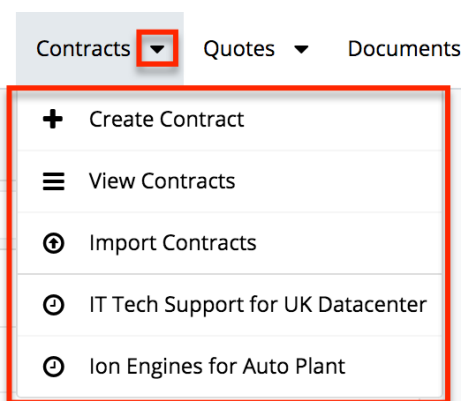 Contracts Quotes Documents
Create Contract
View Contracts
Import Contracts
IT Tech Support for UK Datacenter
Ion Engines for Auto Plant